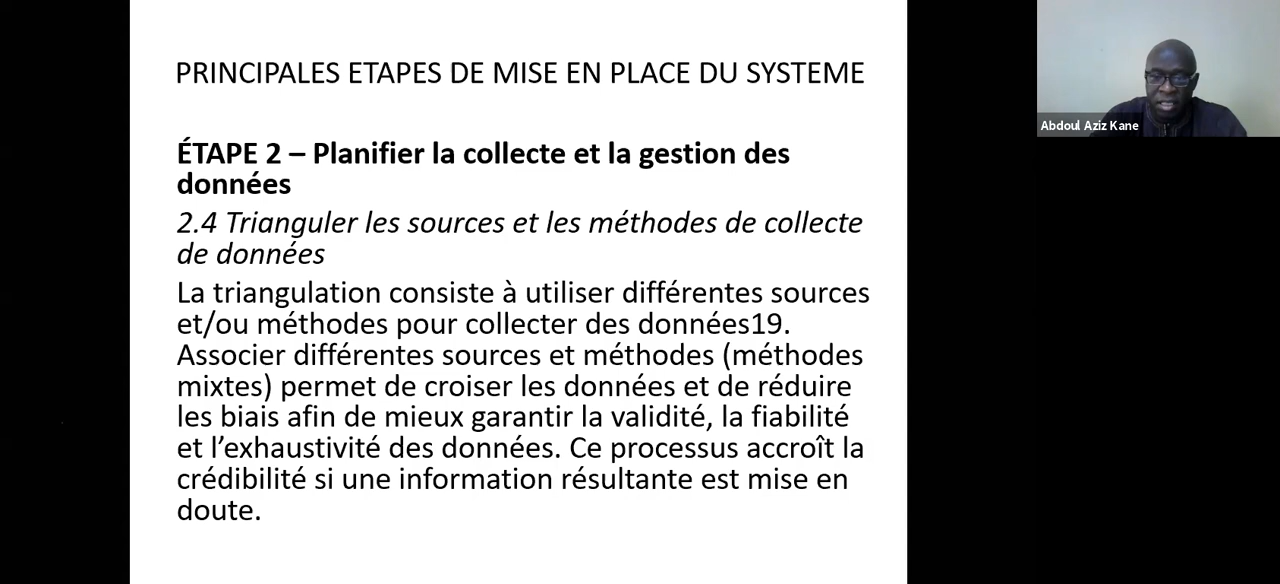 PRINCIPALES ETAPES DE MISE EN PLACE DU SYSTEME
ÉTAPE 2 – Planifier la collecte et la gestion des
données
2.4 Trianguler les sources et les méthodes de collecte
de données
La triangulation consiste à utiliser différentes sources
et/ou méthodes pour collecter des données19.
Associer différentes sources et méthodes (méthodes
mixtes) permet de croiser les données et de réduire
les biais afin de mieux garantir la validité, la fiabilité
et l’exhaustivité des données. Ce processus accroît la
crédibilité si une information résultante est mise en
doute.
Abdoul Aziz Kane